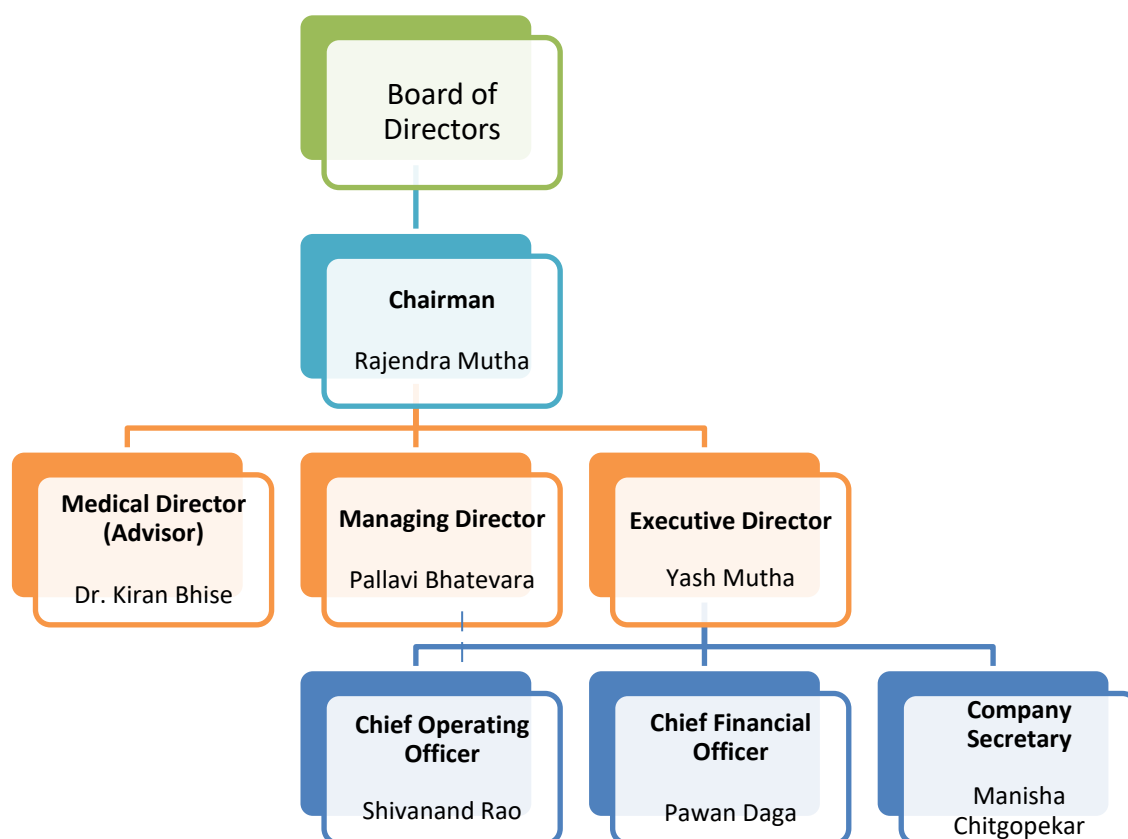 Board of
Directors
Chairman
Rajendra Mutha
Medical Director
(Advisor)
Dr. Kiran Bhise
Managing Director
Pallavi Bhatevara
Executive Director
Yash Mutha
Chief Operating
Officer
Shivanand Rao
Chief Financial
Officer
Pawan Daga
Company
Secretary
Manisha
Chitgopekar